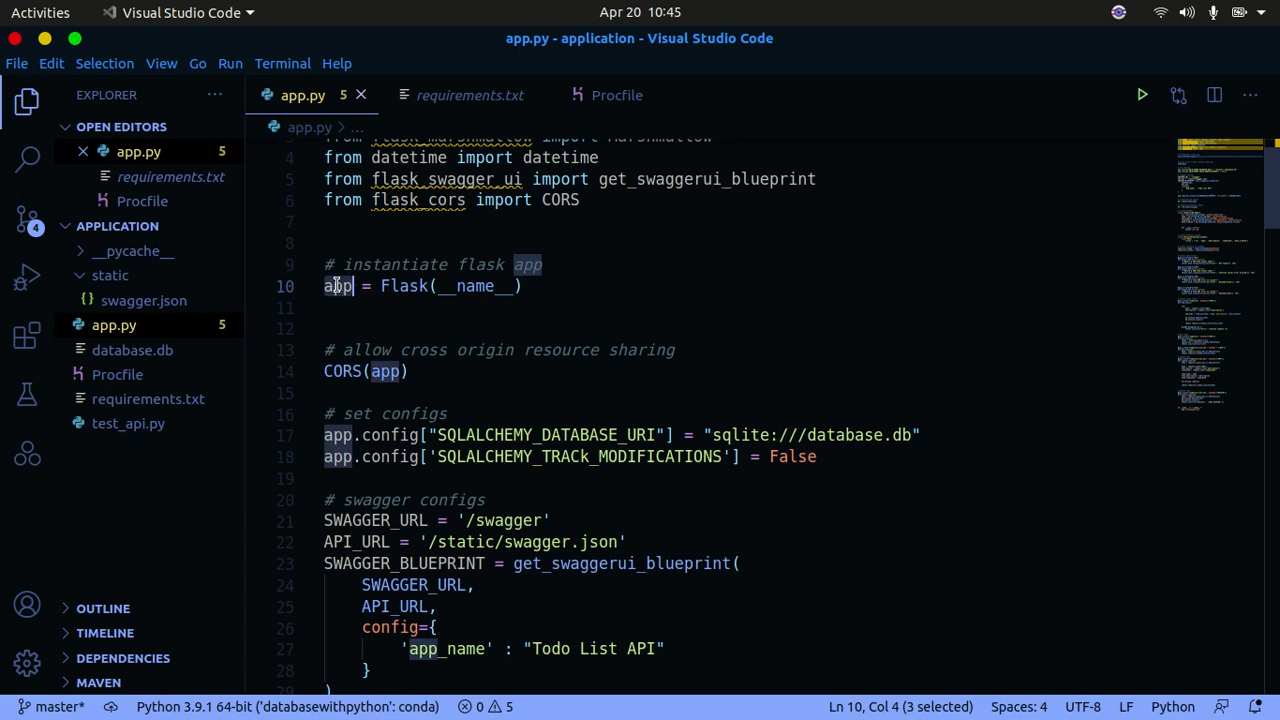 Activities
Visual Studio Code
Apr 20 10:45
app.py - application - Visual Studio Code
File Edit Selection View Go Run Terminal Help
EXPLORER
OPEN EDITORS
app.py 5
requirements.txt
Procfile
APPLICATION
__pycache__
static
{} swagger.json
app.py 5
database.db
Procfile
requirements.txt
test_api.py
OUTLINE
TIMELINE
DEPENDENCIES
MAVEN
4
app.py 5
requirements.txt
Procfile
app.py > ...
3 from flask_marshmallow import Marshmallow
4 from datetime import datetime
5 from flask_swagger_ui import get_swaggerui_blueprint
6 from flask_cors import CORS
7
8
9 # instantiate flask app
10 app = Flask(__name__)
11
12
13 # allow cross origin resource sharing
14 CORS(app)
15
16 # set configs
17 app.config["SQLALCHEMY_DATABASE_URI"] = "sqlite:///database.db"
18 app.config['SQLALCHEMY_TRACk_MODIFICATIONS'] = False
19
20 # swagger configs
21 SWAGGER_URL = '/swagger'
22 API_URL = '/static/swagger.json'
23 SWAGGER_BLUEPRINT = get_swaggerui_blueprint(
24 SWAGGER_URL,
25 API_URL,
26 config={
27 'app_name' : "Todo List API"
28 }
29 )
master* Python 3.9.1 64-bit ('databasewithpython': conda) 0 5 Ln 10, Col 4 (3 selected) Spaces: 4 UTF-8 LF Python